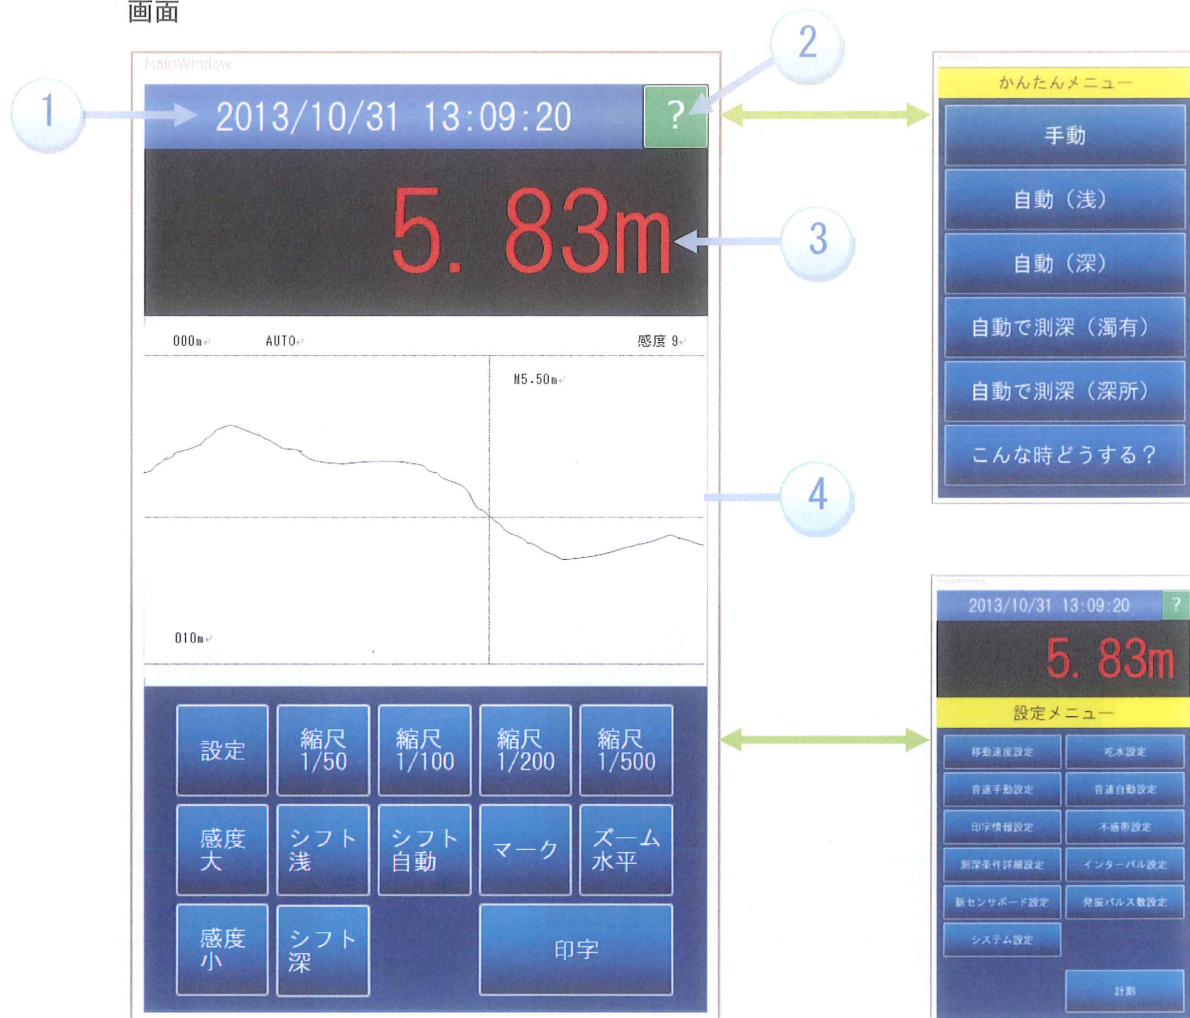 画面
MainWindow
1
2013/10/31 13:09:20
?
2
5.83m
3
000m↵
AUTO↵
感度 9↵
M5.50m↵
4
010m↵
設定
縮尺
1/50
縮尺
1/100
縮尺
1/200
縮尺
1/500
感度
大
シフト
浅
シフト
自動
マーク
ズーム
水平
感度
小
シフト
深
印字
かんたんメニュー
手動
自動（浅）
自動（深）
自動で測深（濁有）
自動で測深（深所）
こんな時どうする？
2013/10/31 13:09:20
?
5.83m
設定メニュー
移動速度設定
吃水設定
音速手動設定
音速自動設定
印字情報設定
不感帯設定
測深条件詳細設定
インターバル設定
新センサボード設定
発振パルス数設定
システム設定
計測